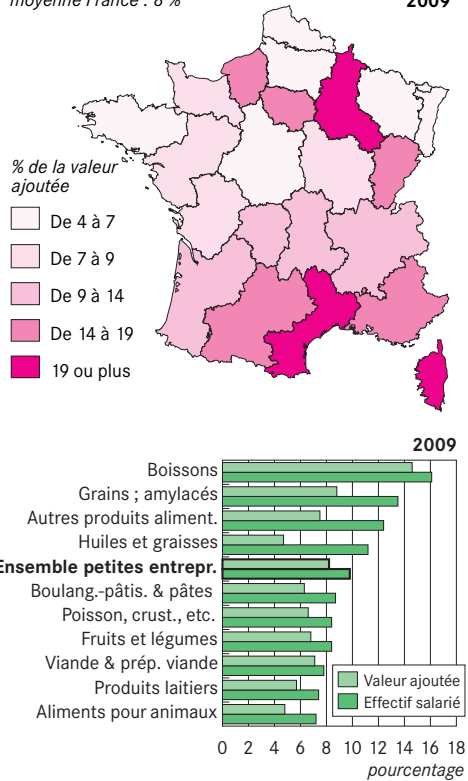 moyenne France : 8 %
2009
% de la valeur
ajoutée
De 4 à 7
De 7 à 9
De 9 à 14
De 14 à 19
19 ou plus
2009
Boissons
Grains ; amylacés
Autres produits aliment.
Huiles et graisses
Ensemble petites entrepr.
Boulang.-pâtis. & pâtes
Poisson, crust., etc.
Fruits et légumes
Viande & prép. viande
Produits laitiers
Aliments pour animaux
Valeur ajoutée
Effectif salarié
0 2 4 6 8 10 12 14 16 18
pourcentage